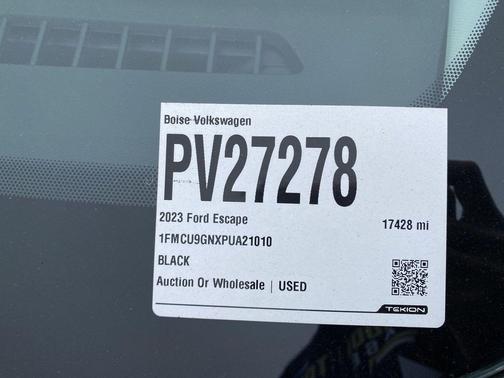 Boise Volkswagen
PV27278
2023 Ford Escape 17428 mi
1FMCU9GNXPUA21010
BLACK
Auction Or Wholesale | USED
TEKION